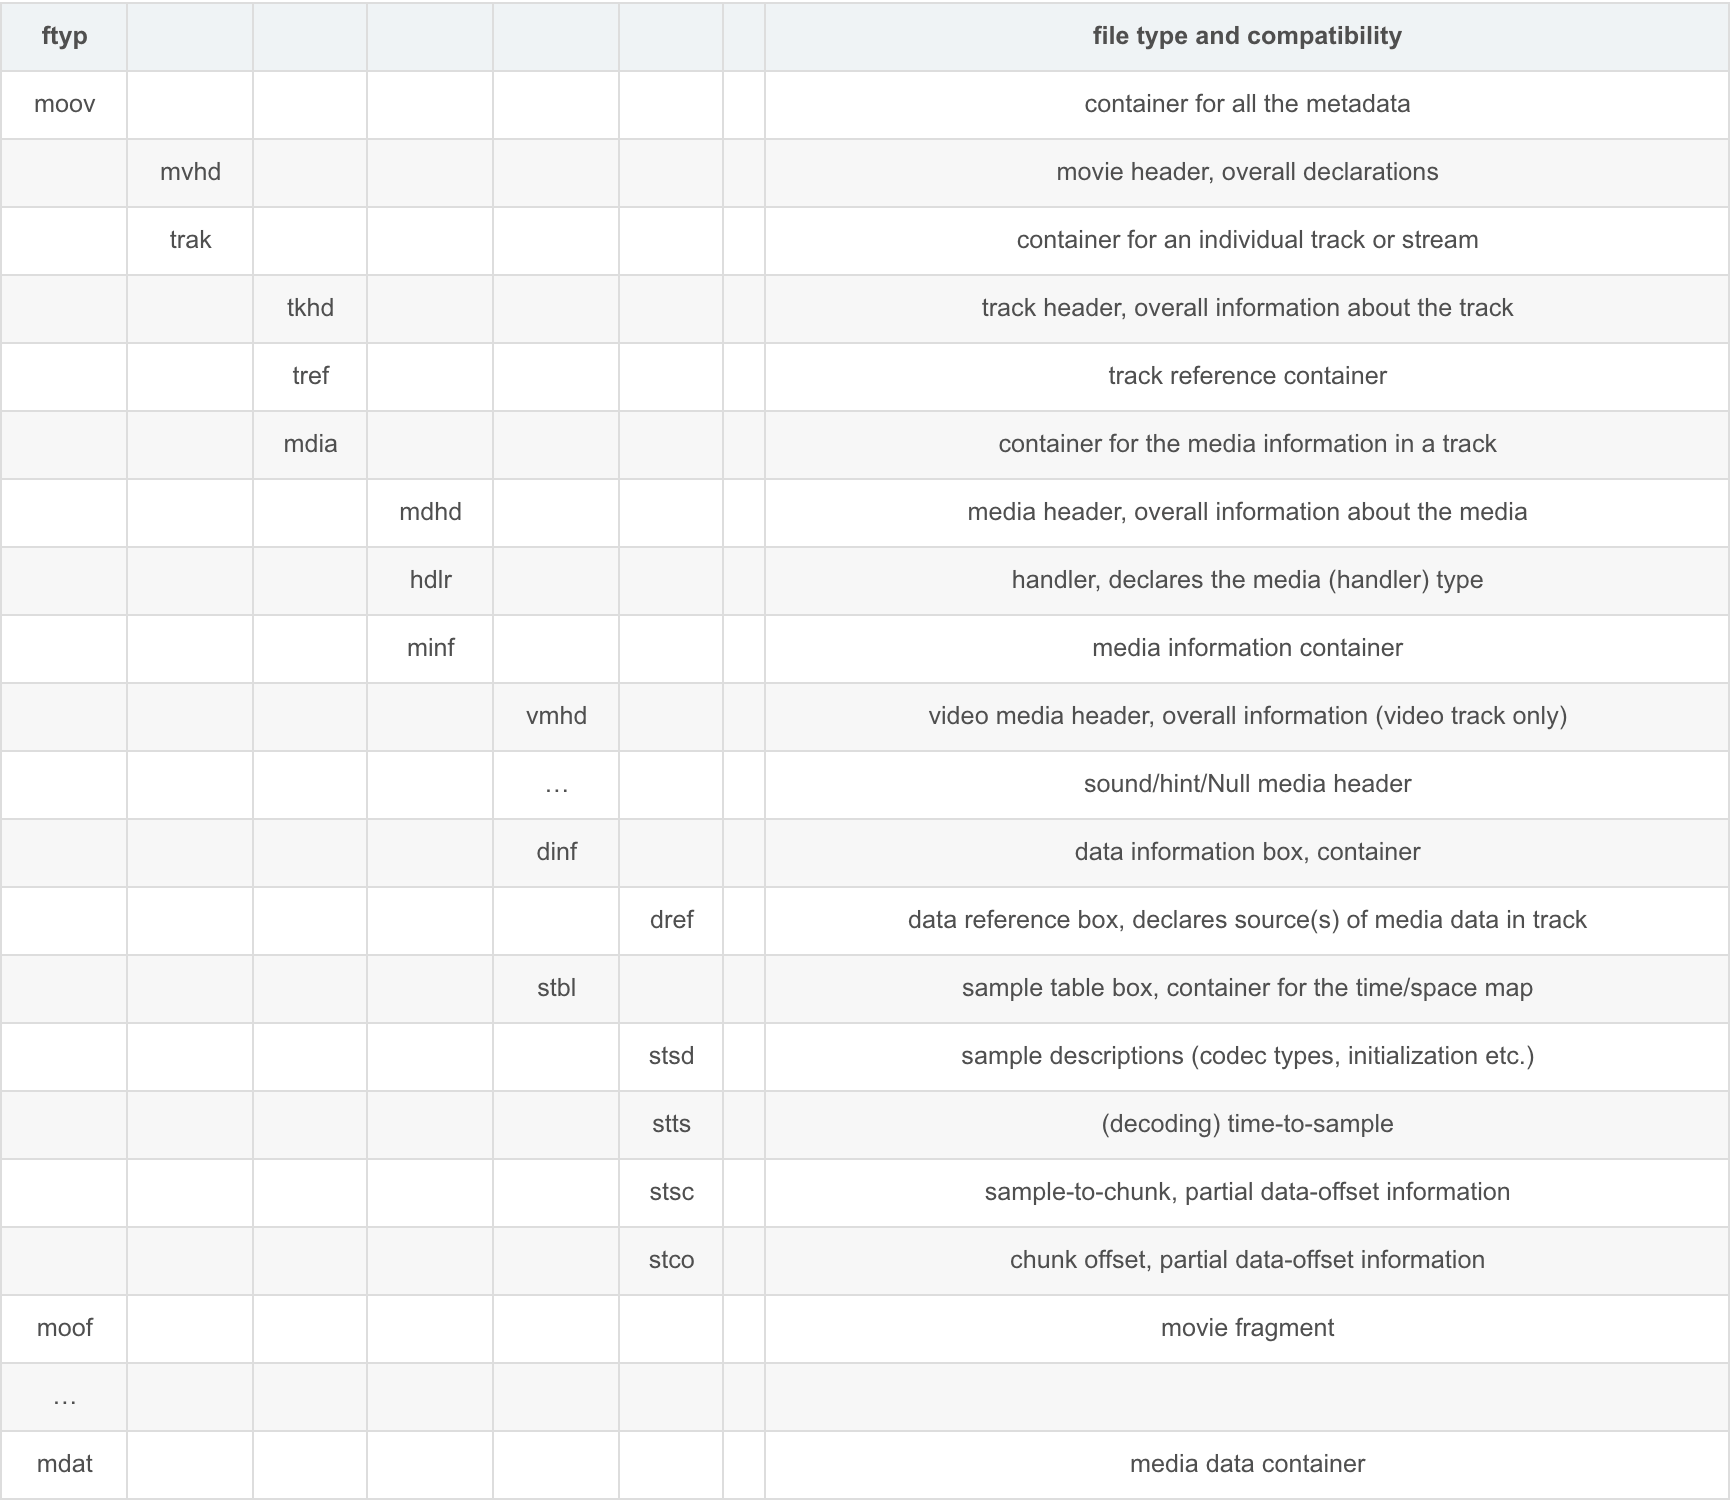 ftyp file type and compatibility
moov container for all the metadata
mvhd movie header, overall declarations
trak container for an individual track or stream
tkhd track header, overall information about the track
tref track reference container
mdia container for the media information in a track
mdhd media header, overall information about the media
hdlr handler, declares the media (handler) type
minf media information container
vmhd video media header, overall information (video track only)
… sound/hint/Null media header
dinf data information box, container
dref data reference box, declares source(s) of media data in track
stbl sample table box, container for the time/space map
stsd sample descriptions (codec types, initialization etc.)
stts (decoding) time-to-sample
stsc sample-to-chunk, partial data-offset information
stco chunk offset, partial data-offset information
moof movie fragment
…
mdat media data container